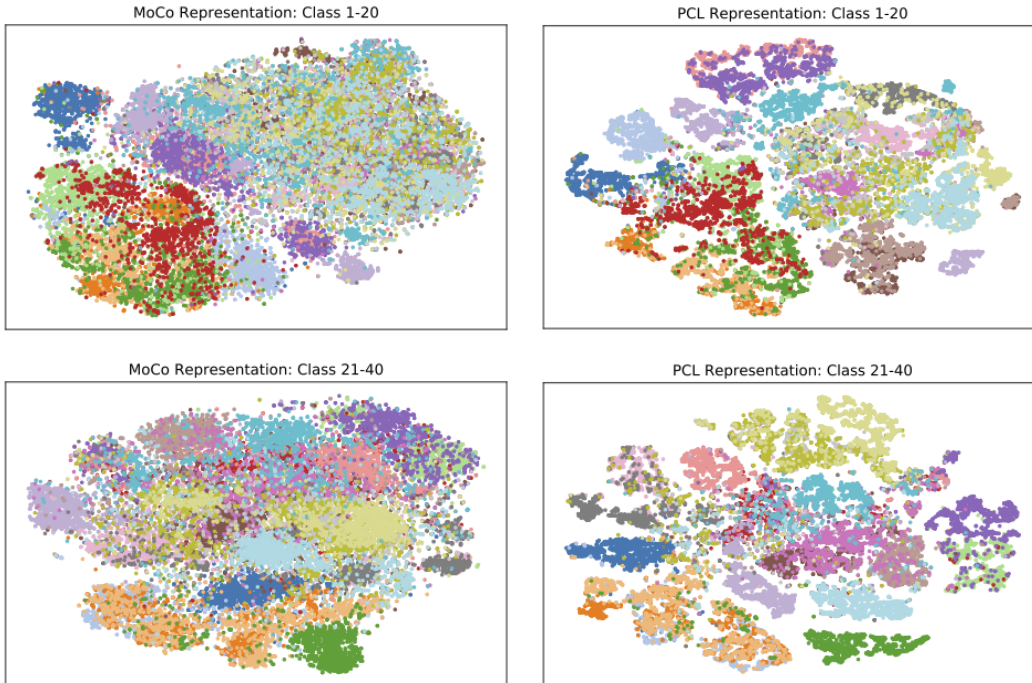 MoCo Representation: Class 1-20
PCL Representation: Class 1-20
MoCo Representation: Class 21-40
PCL Representation: Class 21-40